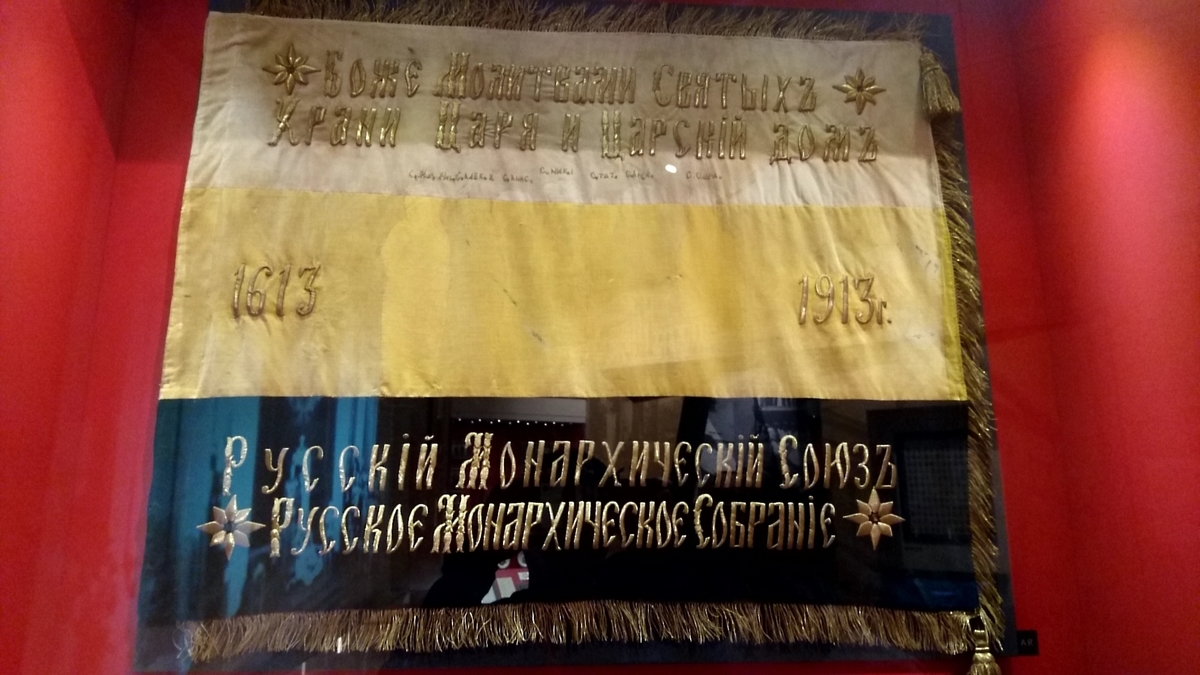 Боже Молитвами Святыхъ
Храни Царя и Царскій домъ
1613 1913г.
Русскій Монархическій Союзъ
Русское Монархическое Собраніе